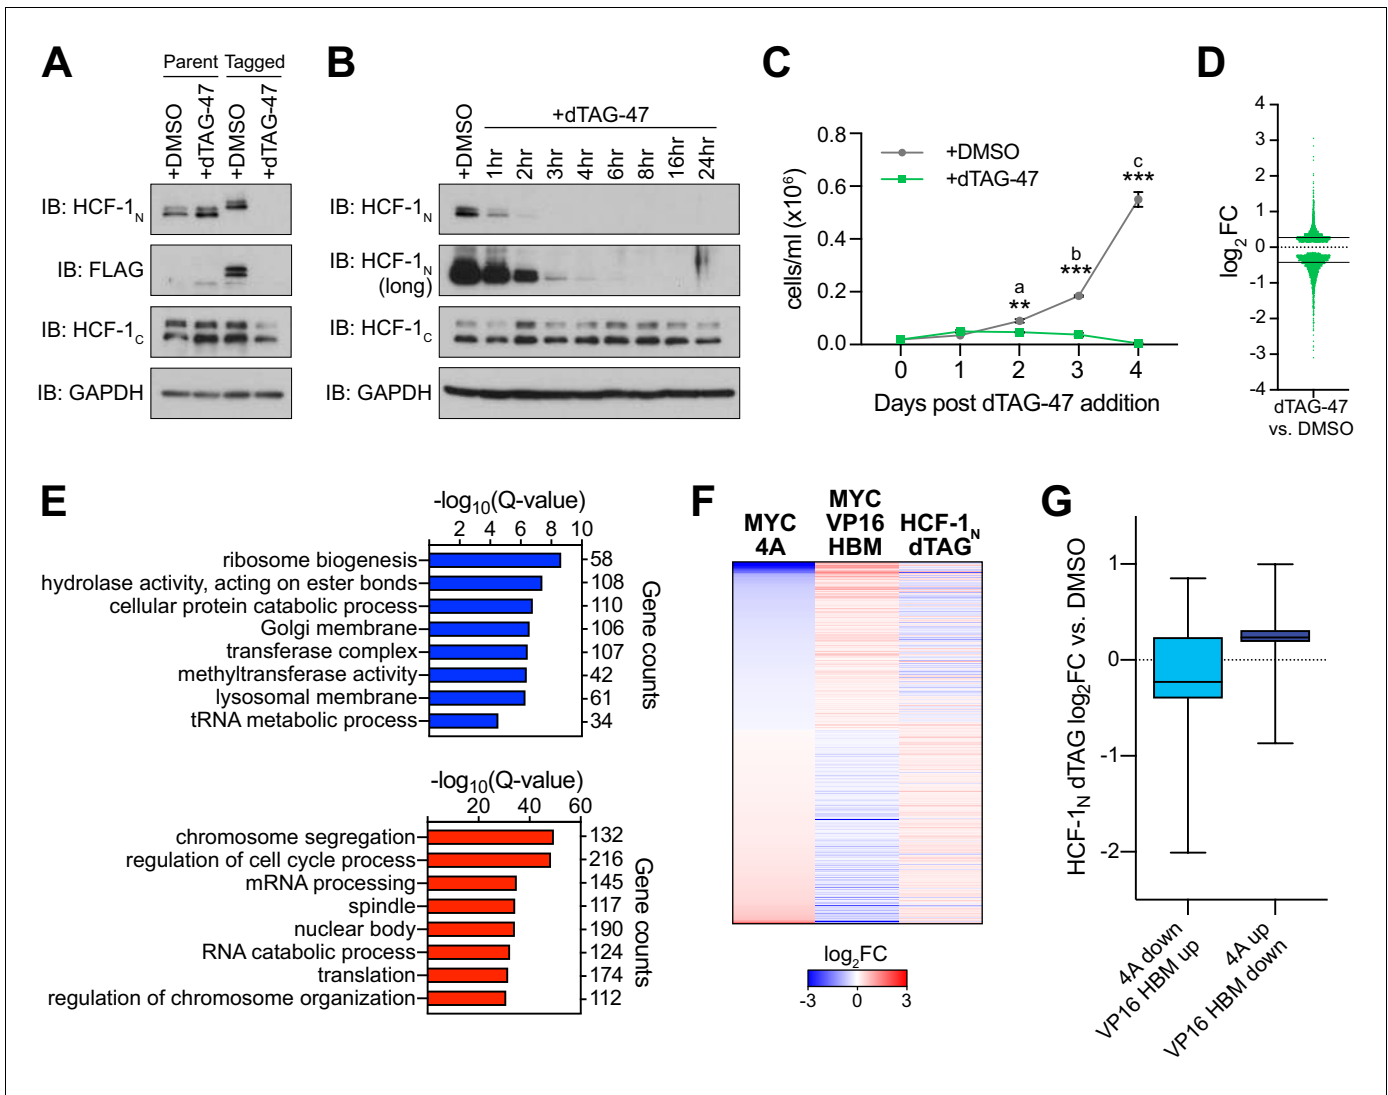 A
Parent Tagged
+DMSO
+dTAG-47
+DMSO
+dTAG-47
IB: HCF-1N
IB: FLAG
IB: HCF-1C
IB: GAPDH
B
+dTAG-47
+DMSO
1hr
2hr
3hr
4hr
6hr
8hr
16hr
24hr
IB: HCF-1N
IB: HCF-1N
(long)
IB: HCF-1C
IB: GAPDH
C
cells/ml (x10⁶)
0.8
0.6
0.4
0.2
0.0
+DMSO
+dTAG-47
a
**
b
***
c
***
0 1 2 3 4
Days post dTAG-47 addition
D
log2FC
4
3
2
1
0
-1
-2
-3
-4
dTAG-47
vs. DMSO
E
-log10(Q-value)
2 4 6 8 10
ribosome biogenesis 58
hydrolase activity, acting on ester bonds 108
cellular protein catabolic process 110
Golgi membrane 106
transferase complex 107
methyltransferase activity 42
lysosomal membrane 61
tRNA metabolic process 34
Gene counts
-log10(Q-value)
20 40 60
chromosome segregation 132
regulation of cell cycle process 216
mRNA processing 145
spindle 117
nuclear body 190
RNA catabolic process 124
translation 174
regulation of chromosome organization 112
Gene counts
F
MYC
4A
MYC
VP16
HBM
HCF-1N
dTAG
log2FC
-3 0 3
G
HCF-1N dTAG log2FC vs. DMSO
1
0
-1
-2
4A down
VP16 HBM up
4A up
VP16 HBM down